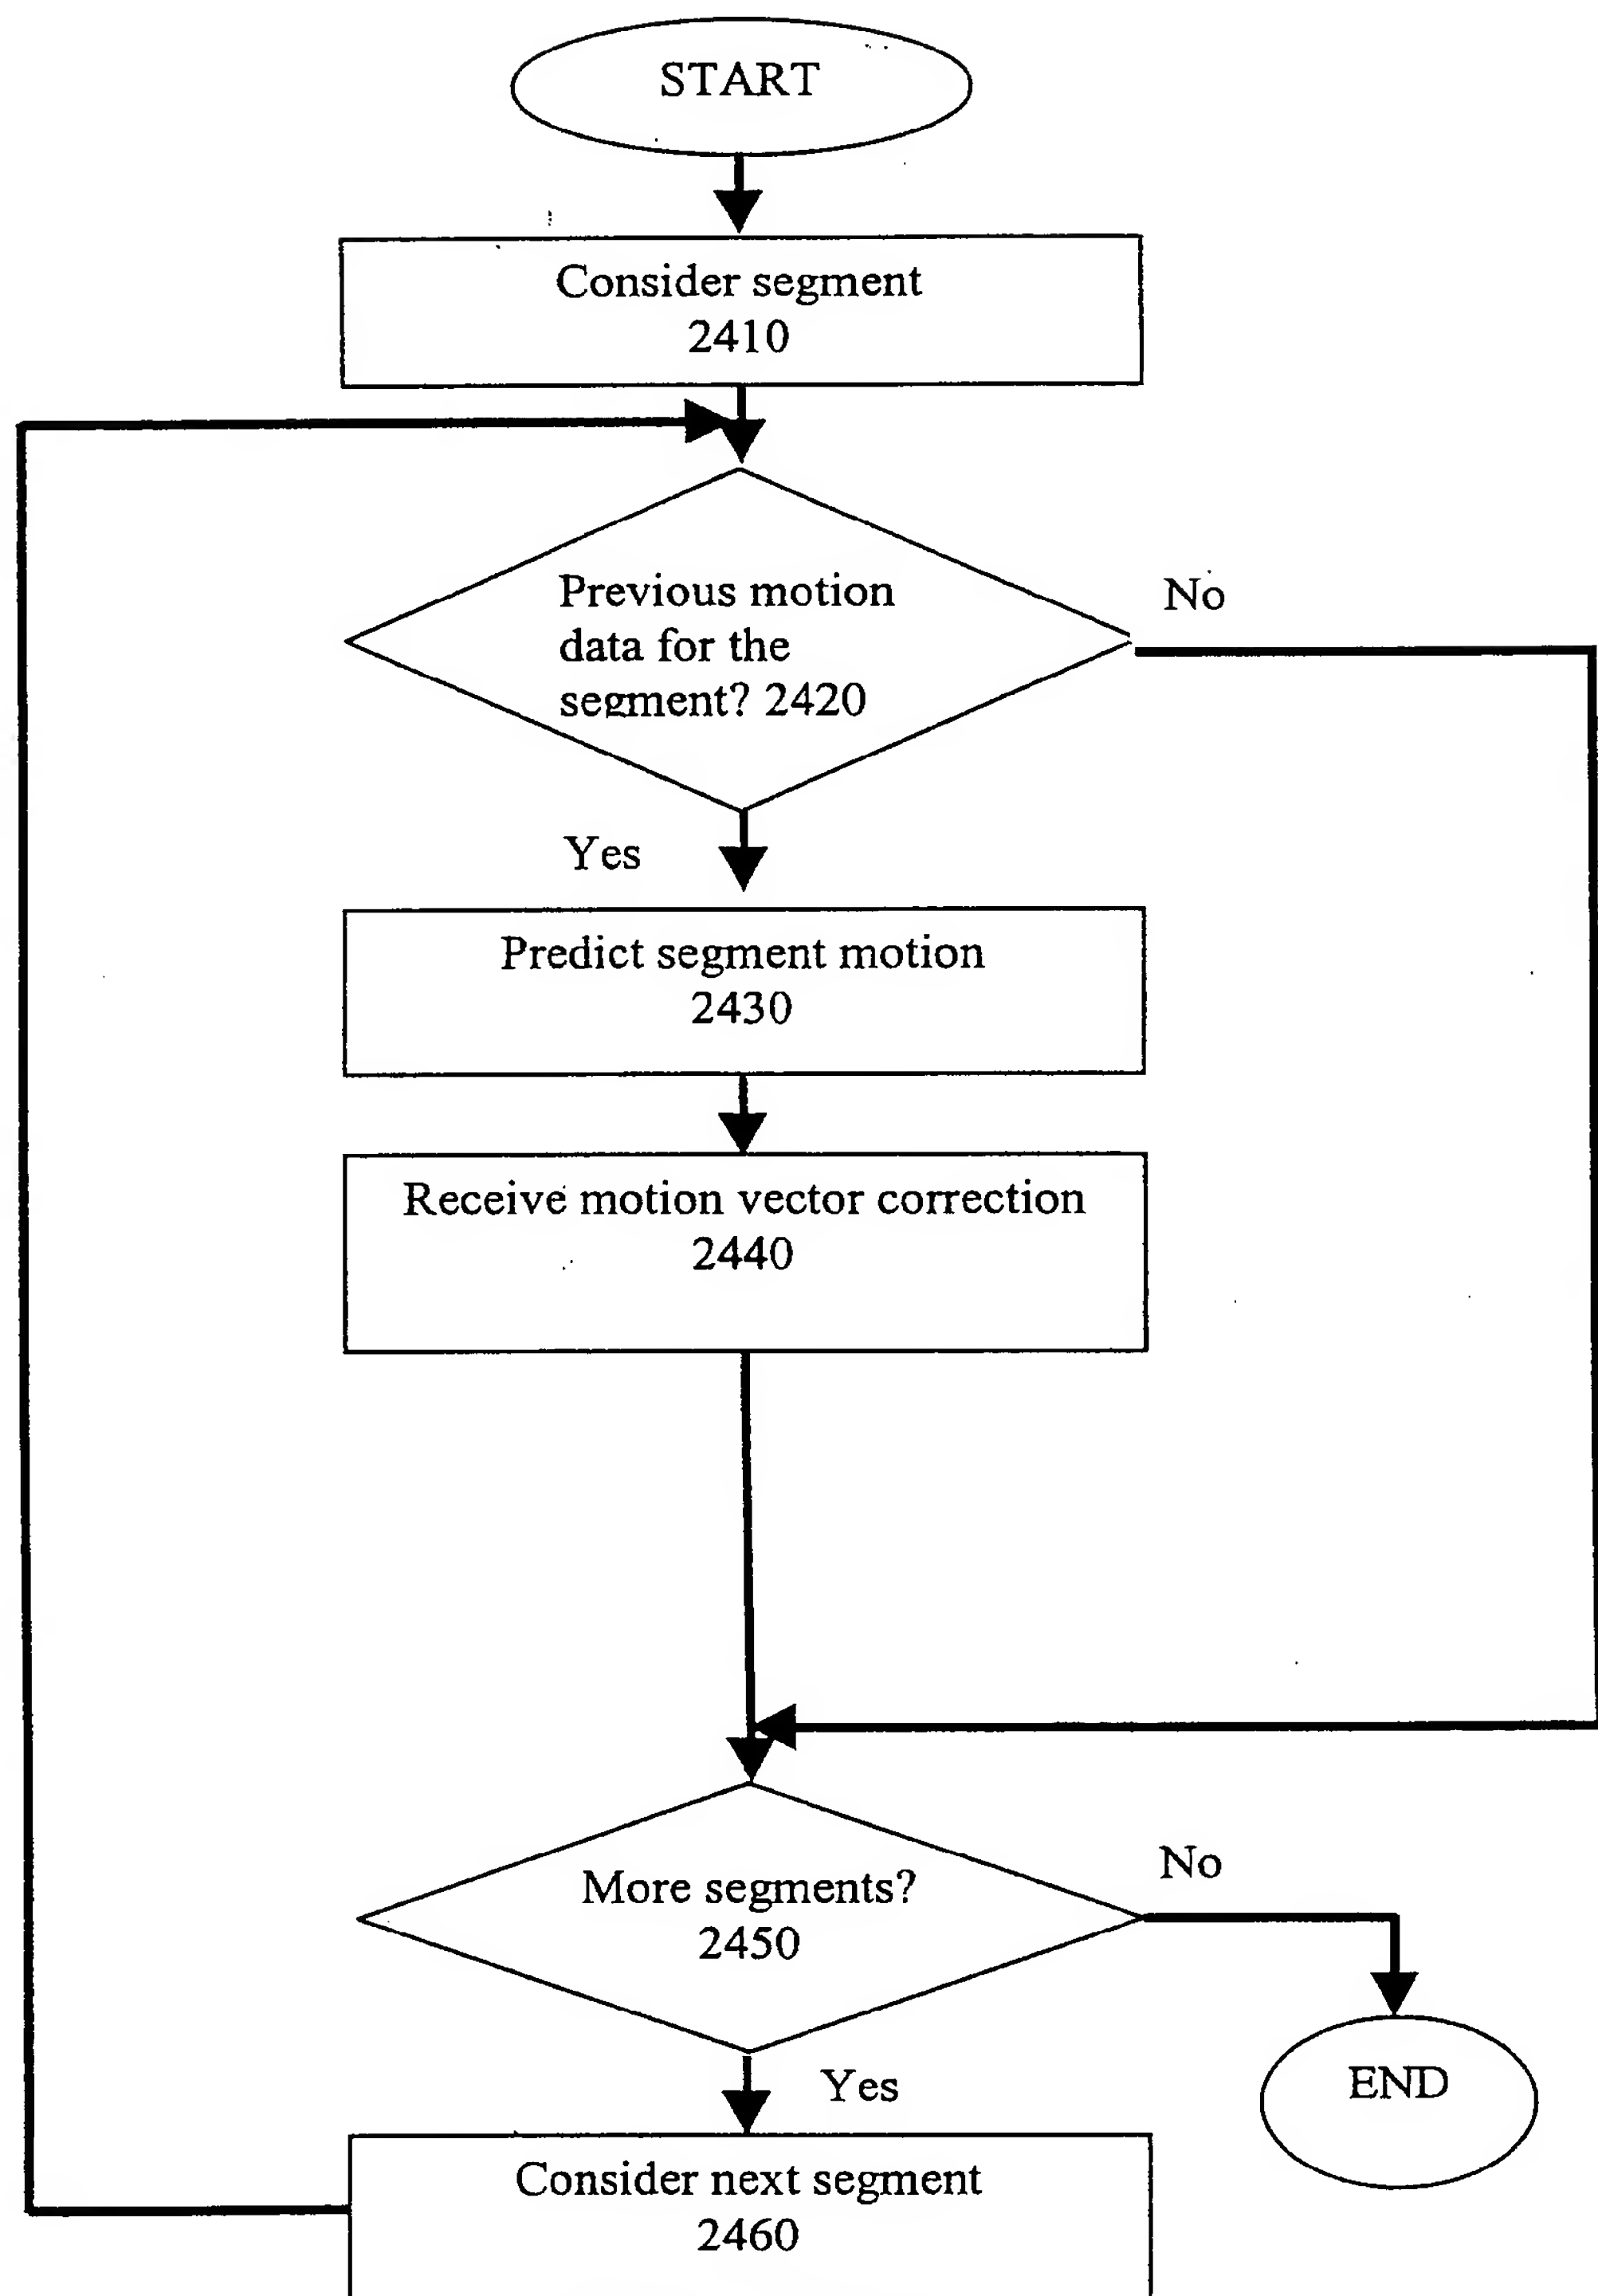 START
Consider segment
2410
Previous motion
data for the
segment? 2420
No
Yes
Predict segment motion
2430
Receive motion vector correction
2440
More segments?
2450
No
Yes
END
Consider next segment
2460